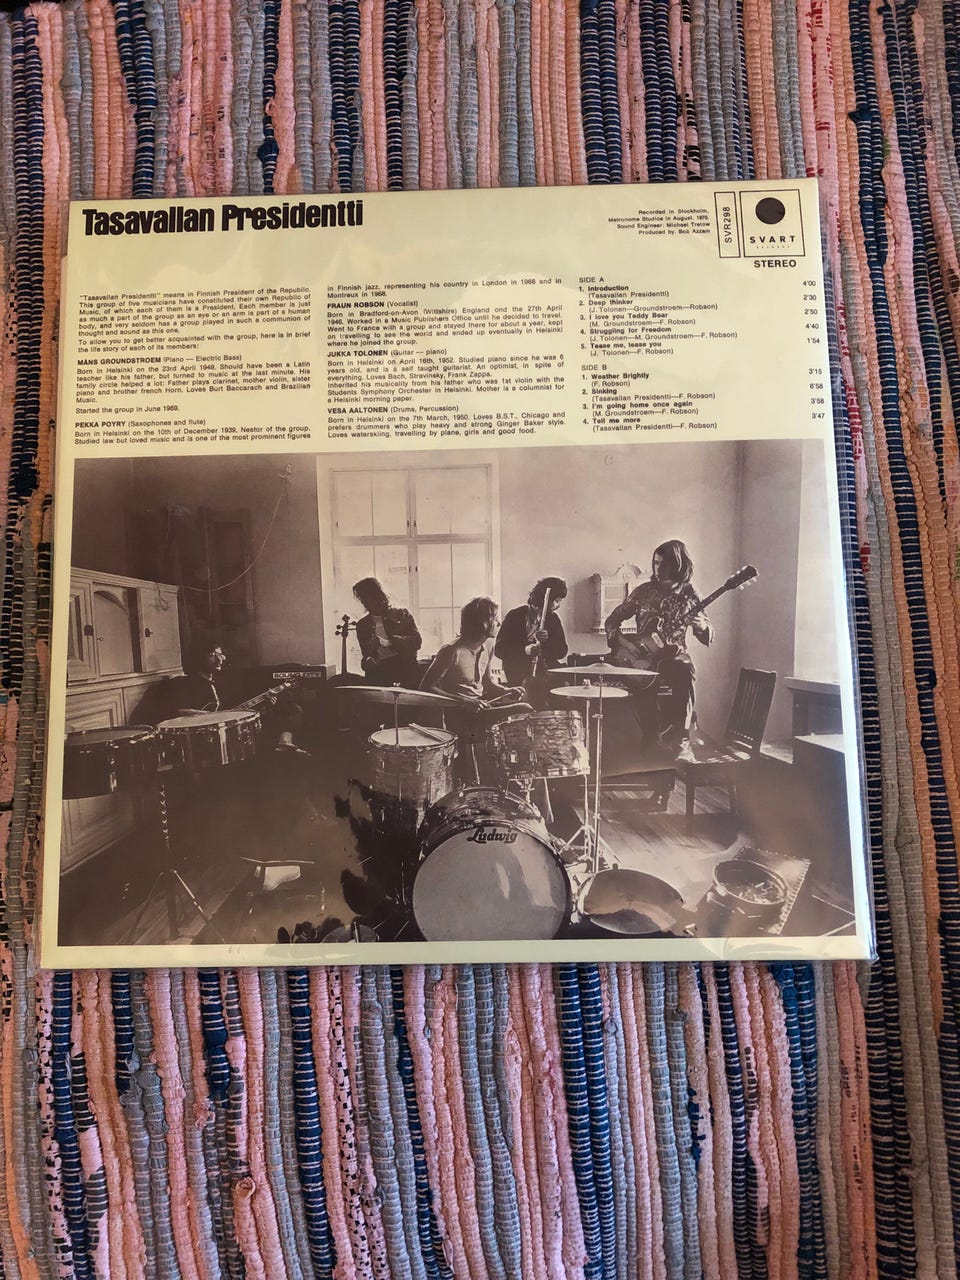 Tasavallan Presidentti
Recorded in Stockholm,
Metronome Studios in August, 1970.
Sound Engineer: Michael Tretow
Produced by: Bob Azzam
SVR298
SVART
RECORDS
STEREO
"Tasavallan Presidentti" means in Finnish President of the Republic.
This group of five musicians have constituted their own Republic of
Music, of which each of them is a President. Each member is just
as much a part of the group as an eye or an arm is part of a human
body, and very seldom has a group played in such a communion of
thought and sound as this one.
To allow you to get better acquainted with the group, here is in brief
the life story of each of its members:
MÅNS GROUNDSTROEM (Piano — Electric Bass)
Born in Helsinki on the 23rd April 1949. Should have been a Latin
teacher like his father, but turned to music at the last minute. His
family circle helped a lot: Father plays clarinet, mother violin, sister
piano and brother trench Horn. Loves Burt Baccarach and Brazilian
Music.
Started the group in June 1969.
PEKKA POYRY (Saxophones and flute)
Born in Helsinki on the 10th of December 1939, Nestor of the group.
Studied law but loved music and is one of the most prominent figures
in Finnish jazz, representing his country in London in 1966 and in
Montreux in 1968.
FRAUN ROBSON (Vocalist)
Born in Bradford-on-Avon (Wiltshire) England ond the 27th April
1946. Worked in a Music Publishers Office until he decided to travel.
Went to France with a group and stayed there for about a year, kept
on travelling to see the world and ended up eventually in Helsinki
where he joined the group.
JUKKA TOLONEN (Guitar — piano)
Born in Helsinki on April 16th, 1952. Studied piano since he was 6
years old, and is a self taught guitarist. An optimist, in spite of
everything. Loves Bach, Stravinsky, Frank Zappa.
Inherited his musicality from his father who was 1st violin with the
Students Symphony Orchester in Helsinki. Mother is a columnist for
a Helsinki morning paper.
VESA AALTONEN (Drums, Percussion)
Born in Helsinki on the 7th March, 1950. Loves B.S.T., Chicago and
prefers drummers who play heavy and strong Ginger Baker style.
Loves waterskiing, travelling by plane, girls and good food.
SIDE A
1. Introduction 4'00
(Tasavallan Presidentti)
2. Deep thinker 2'30
(J. Tolonen—Groundstroem—Robson)
3. I love you Teddy Bear 2'50
(M. Groundstroem—F. Robson)
4. Struggling for Freedom 4'40
(J. Tolonen—M. Groundstroem—F. Robson)
5. Tease me, tease you 1'54
(J. Tolonen—F. Robson)
SIDE B
1. Weather Brightly 3'15
(F. Robson)
2. Sinking 6'58
(Tasavallan Presidentti—F. Robson)
3. I'm going home once again 3'58
(M. Groundstroem—F. Robson)
4. Tell me more 3'47
(Tasavallan Presidentti—F. Robson)
SOUND CITY
Ludwig